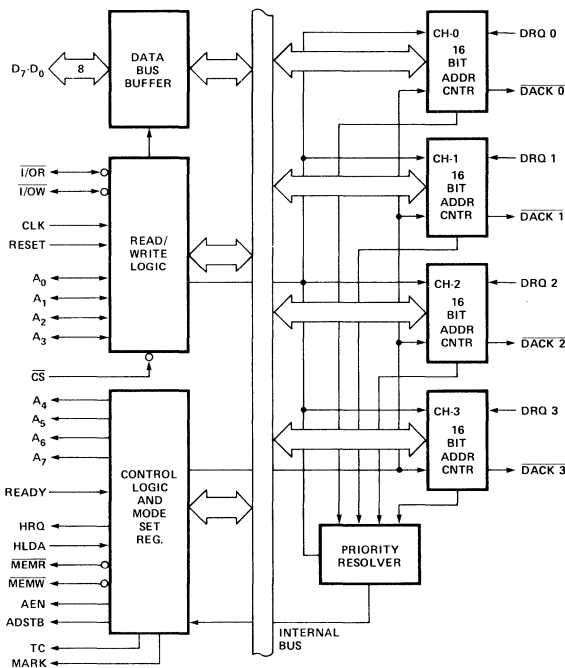 D7-D0
8
DATA
BUS
BUFFER
I/OR
I/OW
CLK
RESET
A0
A1
A2
A3
READ/
WRITE
LOGIC
CS
A4
A5
A6
A7
READY
HRQ
HLDA
MEMR
MEMW
AEN
ADSTB
TC
MARK
CONTROL
LOGIC
AND
MODE
SET
REG.
CH-0
16
BIT
ADDR
CNTR
DRQ 0
DACK 0
CH-1
16
BIT
ADDR
CNTR
DRQ 1
DACK 1
CH-2
16
BIT
ADDR
CNTR
DRQ 2
DACK 2
CH-3
16
BIT
ADDR
CNTR
DRQ 3
DACK 3
PRIORITY
RESOLVER
INTERNAL
BUS